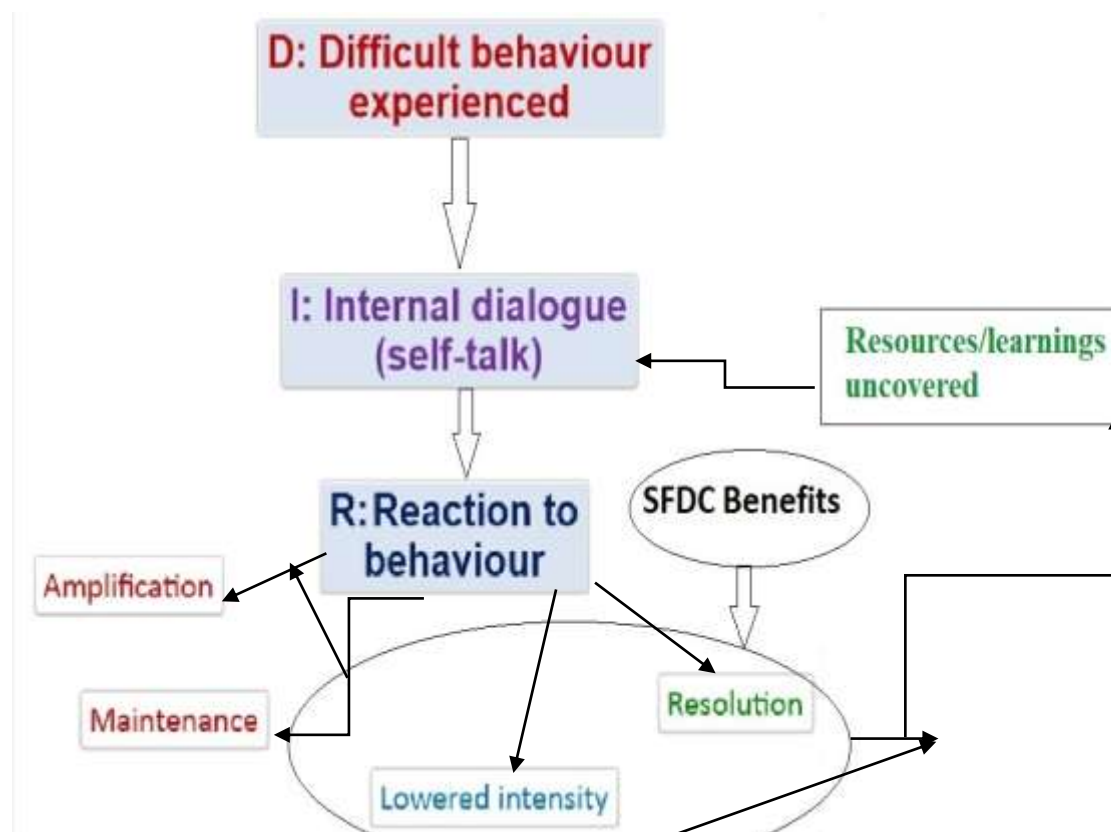 D: Difficult behaviour
experienced
I: Internal dialogue
(self-talk)
Resources/learnings
uncovered
R:Reaction to
behaviour
SFDC Benefits
Amplification
Maintenance
Resolution
Lowered intensity